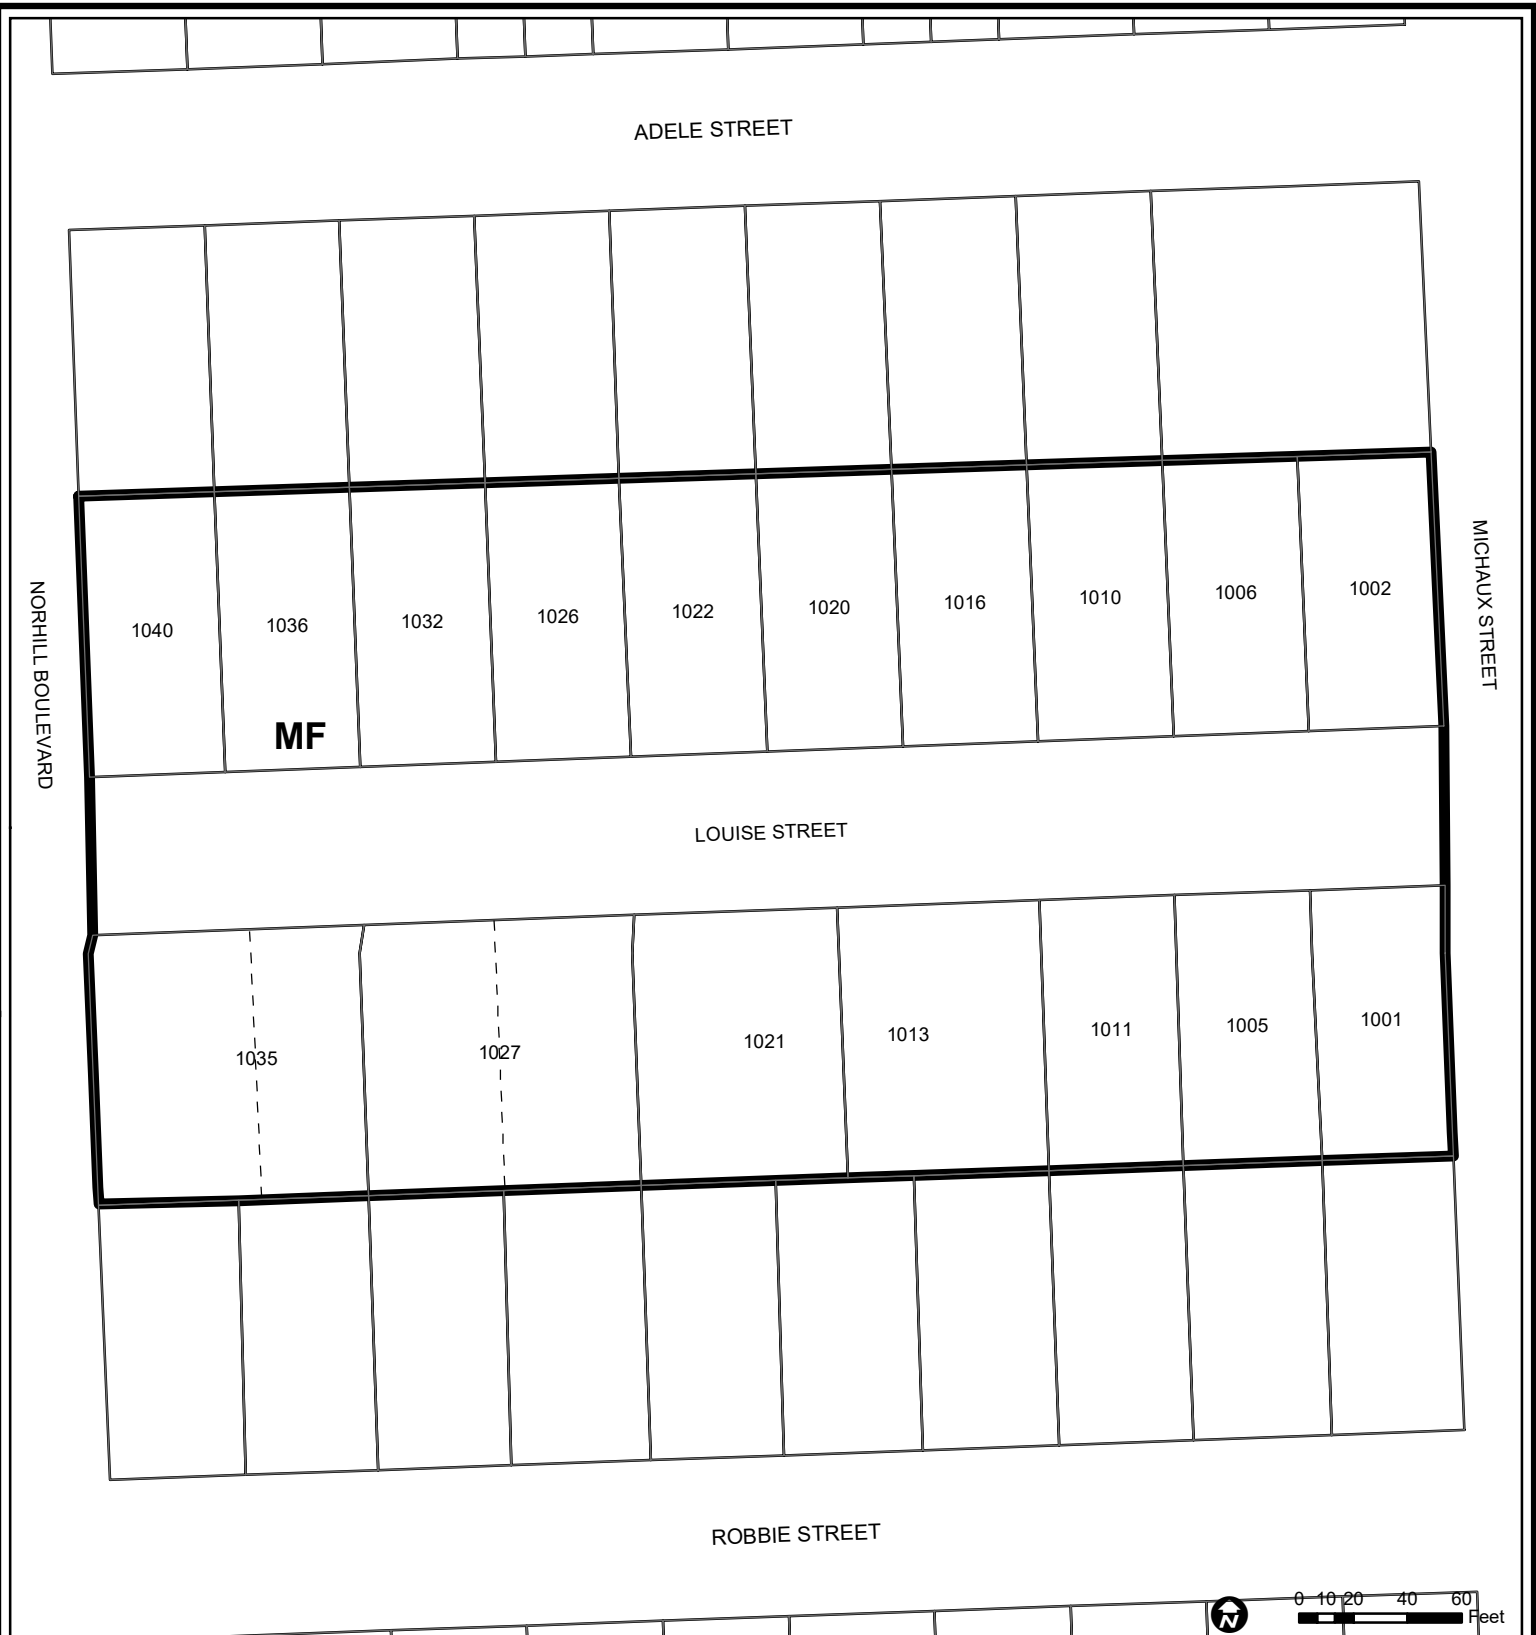 ADELE STREET
NORHILL BOULEVARD
MICHAUX STREET
1040 1036 1032 1026 1022 1020 1016 1010 1006 1002
MF
LOUISE STREET
1035 1027 1021 1013 1011 1005 1001
ROBBIE STREET
N
0 10 20 40 60
Feet